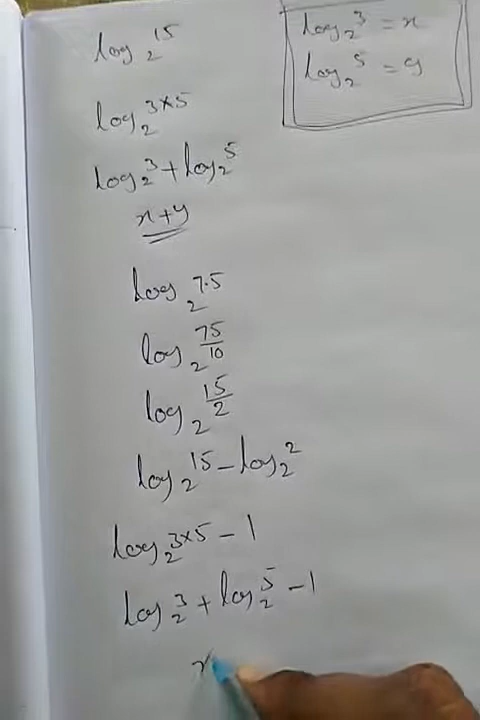 log₂ 15
log₂ 3×5
log₂ 3 + log₂ 5
x+y
log₂ 7.5
log₂ 75/10
log₂ 15/2
log₂ 15 - log₂ 2
log₂ 3×5 - 1
log₂ 3 + log₂ 5 - 1
x
log₂ 3 = x
log₂ 5 = y